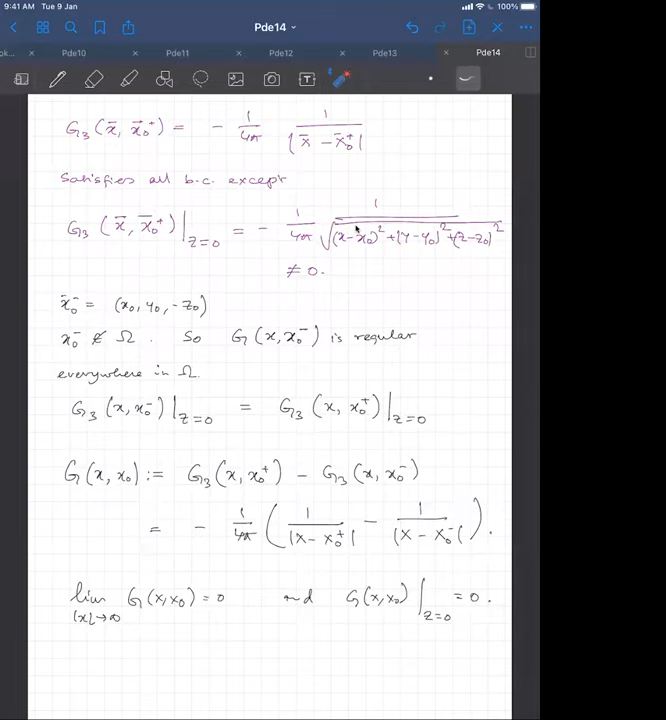 9:41 AM Tue 9 Jan
100%
Pde14
ok... × Pde10 × Pde11 × Pde12 × Pde13 × Pde14
G₃(x̄, x̄₀⁺) = - 1/4π 1/|x̄ - x̄₀⁺|
Satisfies all b.c. except
G₃(x̄, x̄₀⁺)|z=0 = - 1/4π 1/√((x-x₀)²+(y-y₀)²+(z-z₀)²)
≠ 0.
x̄₀⁻ = (x₀, y₀, -z₀)
x₀⁻ ∉ Ω. So G(x, x₀⁻) is regular
everywhere in Ω.
G₃(x, x₀⁻)|z=0 = G₃(x, x₀⁺)|z=0
G(x, x₀) := G₃(x, x₀⁺) - G₃(x, x₀⁻)
= - 1/4π (1/|x - x₀⁺| - 1/|x - x₀⁻|).
lim |x|→∞ G(x, x₀) = 0 and G(x, x₀)|z=0 = 0.